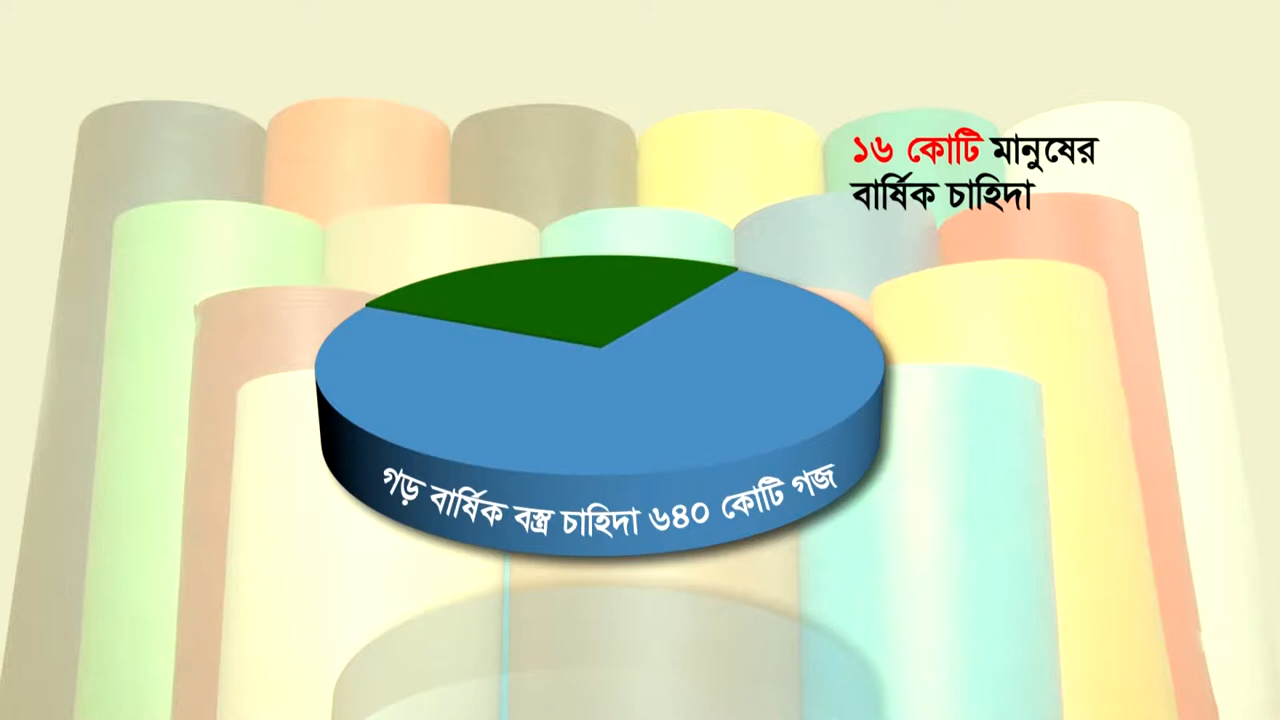 ১৬ কোটি মানুষের
বার্ষিক চাহিদা
গড় বার্ষিক বস্ত্র চাহিদা ৬৪০ কোটি গজ